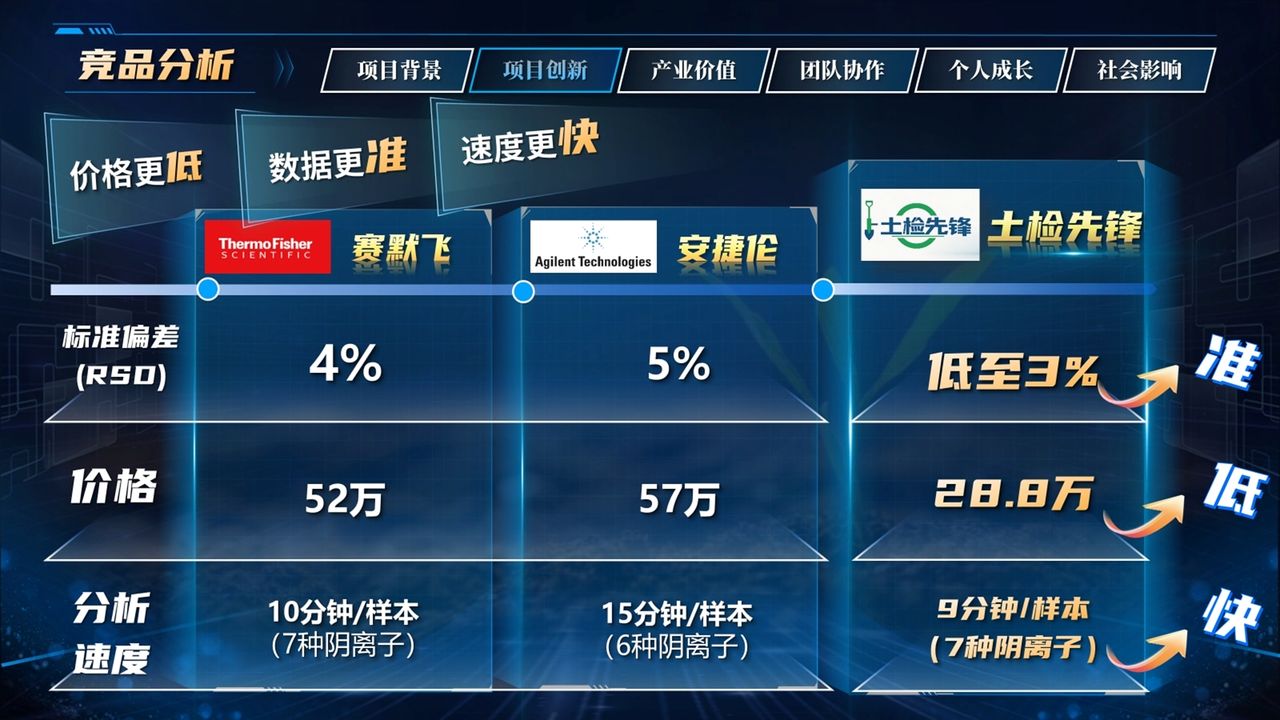 竞品分析
项目背景
项目创新
产业价值
团队协作
个人成长
社会影响
价格更低
数据更准
速度更快
ThermoFisher
SCIENTIFIC
赛默飞
Agilent Technologies
安捷伦
土检先锋
土检先锋
标准偏差
(RSD)
4%
5%
低至3%
准
价格
52万
57万
28.8万
低
分析
速度
10分钟/样本
(7种阴离子)
15分钟/样本
(6种阴离子)
9分钟/样本
(7种阴离子)
快